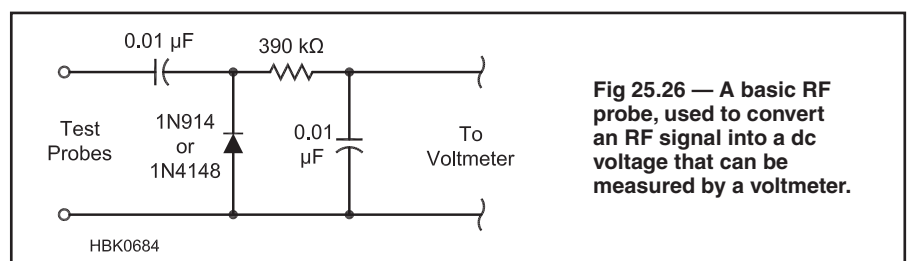 0.01 µF
390 kΩ
Test
Probes
1N914
or
1N4148
0.01
µF
To
Voltmeter
HBK0684
Fig 25.26 — A basic RF
probe, used to convert
an RF signal into a dc
voltage that can be
measured by a voltmeter.